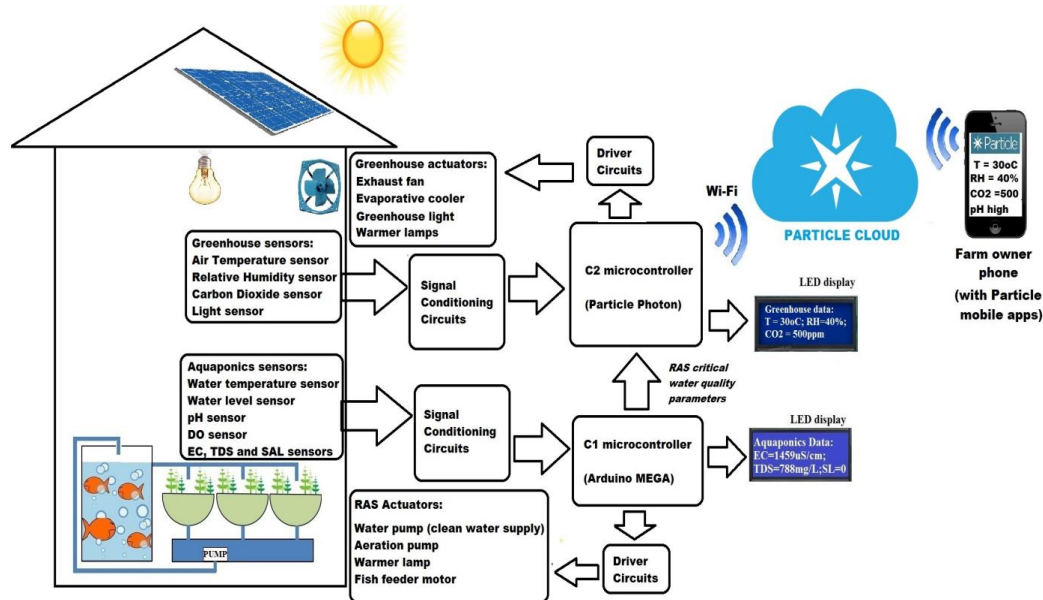 Greenhouse actuators:
Exhaust fan
Evaporative cooler
Greenhouse light
Warmer lamps
Driver
Circuits
Wi-Fi
PARTICLE CLOUD
Particle
T = 30oC
RH = 40%
CO2 =500
pH high
Farm owner
phone
(with Particle
mobile apps)
Greenhouse sensors:
Air Temperature sensor
Relative Humidity sensor
Carbon Dioxide sensor
Light sensor
Signal
Conditioning
Circuits
C2 microcontroller
(Particle Photon)
LED display
Greenhouse data:
T = 30oC; RH=40%;
CO2 = 500ppm
RAS critical
water quality
parameters
Aquaponics sensors:
Water temperature sensor
Water level sensor
pH sensor
DO sensor
EC, TDS and SAL sensors
Signal
Conditioning
Circuits
C1 microcontroller
(Arduino MEGA)
LED display
Aquaponics Data:
EC=1459uS/cm;
TDS=788mg/L;SL=0
RAS Actuators:
Water pump (clean water supply)
Aeration pump
Warmer lamp
Fish feeder motor
Driver
Circuits
PUMP